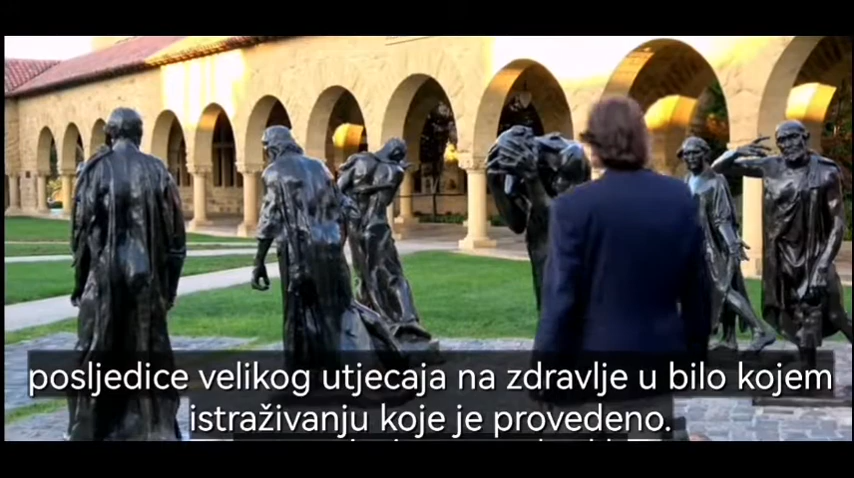 posljedice velikog utjecaja na zdravlje u bilo kojem
istraživanju koje je provedeno.